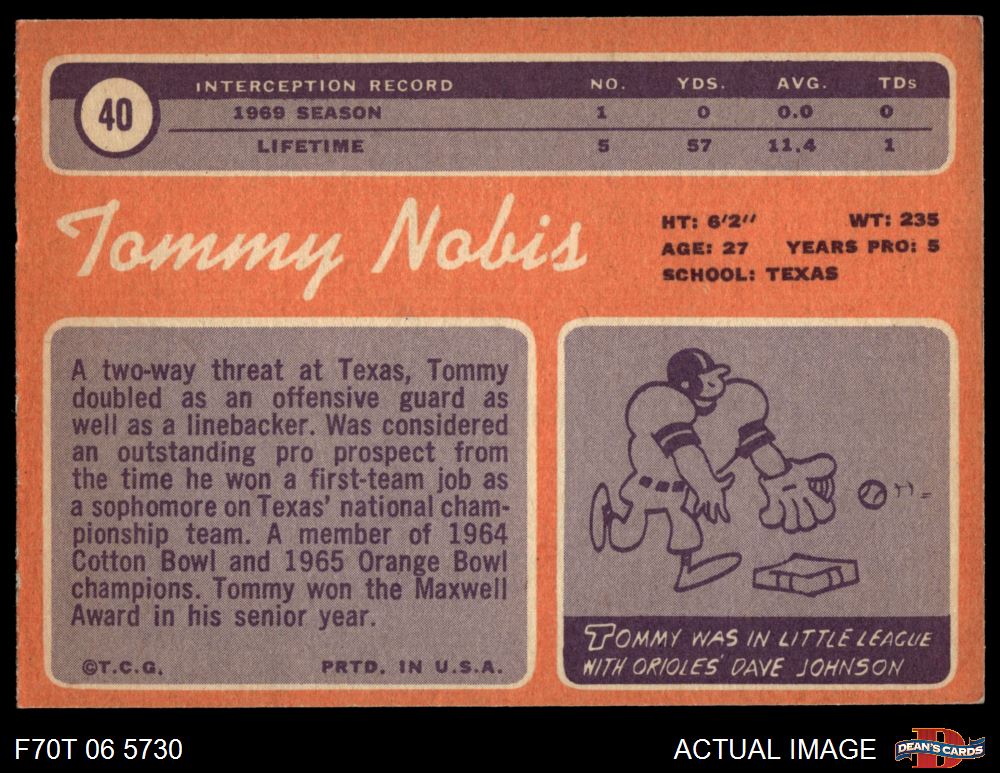 40
INTERCEPTION RECORD NO. YDS. AVG. TDs
1969 SEASON 1 0 0.0 0
LIFETIME 5 57 11.4 1
Tommy Nobis
HT: 6'2" WT: 235
AGE: 27 YEARS PRO: 5
SCHOOL: TEXAS
A two-way threat at Texas, Tommy
doubled as an offensive guard as
well as a linebacker. Was considered
an outstanding pro prospect from
the time he won a first-team job as
a sophomore on Texas' national cham-
pionship team. A member of 1964
Cotton Bowl and 1965 Orange Bowl
champions. Tommy won the Maxwell
Award in his senior year.
©T.C.G. PRTD. IN U.S.A.
TOMMY WAS IN LITTLE LEAGUE
WITH ORIOLES' DAVE JOHNSON
F70T 06 5730
ACTUAL IMAGE
D
DEAN'S CARDS